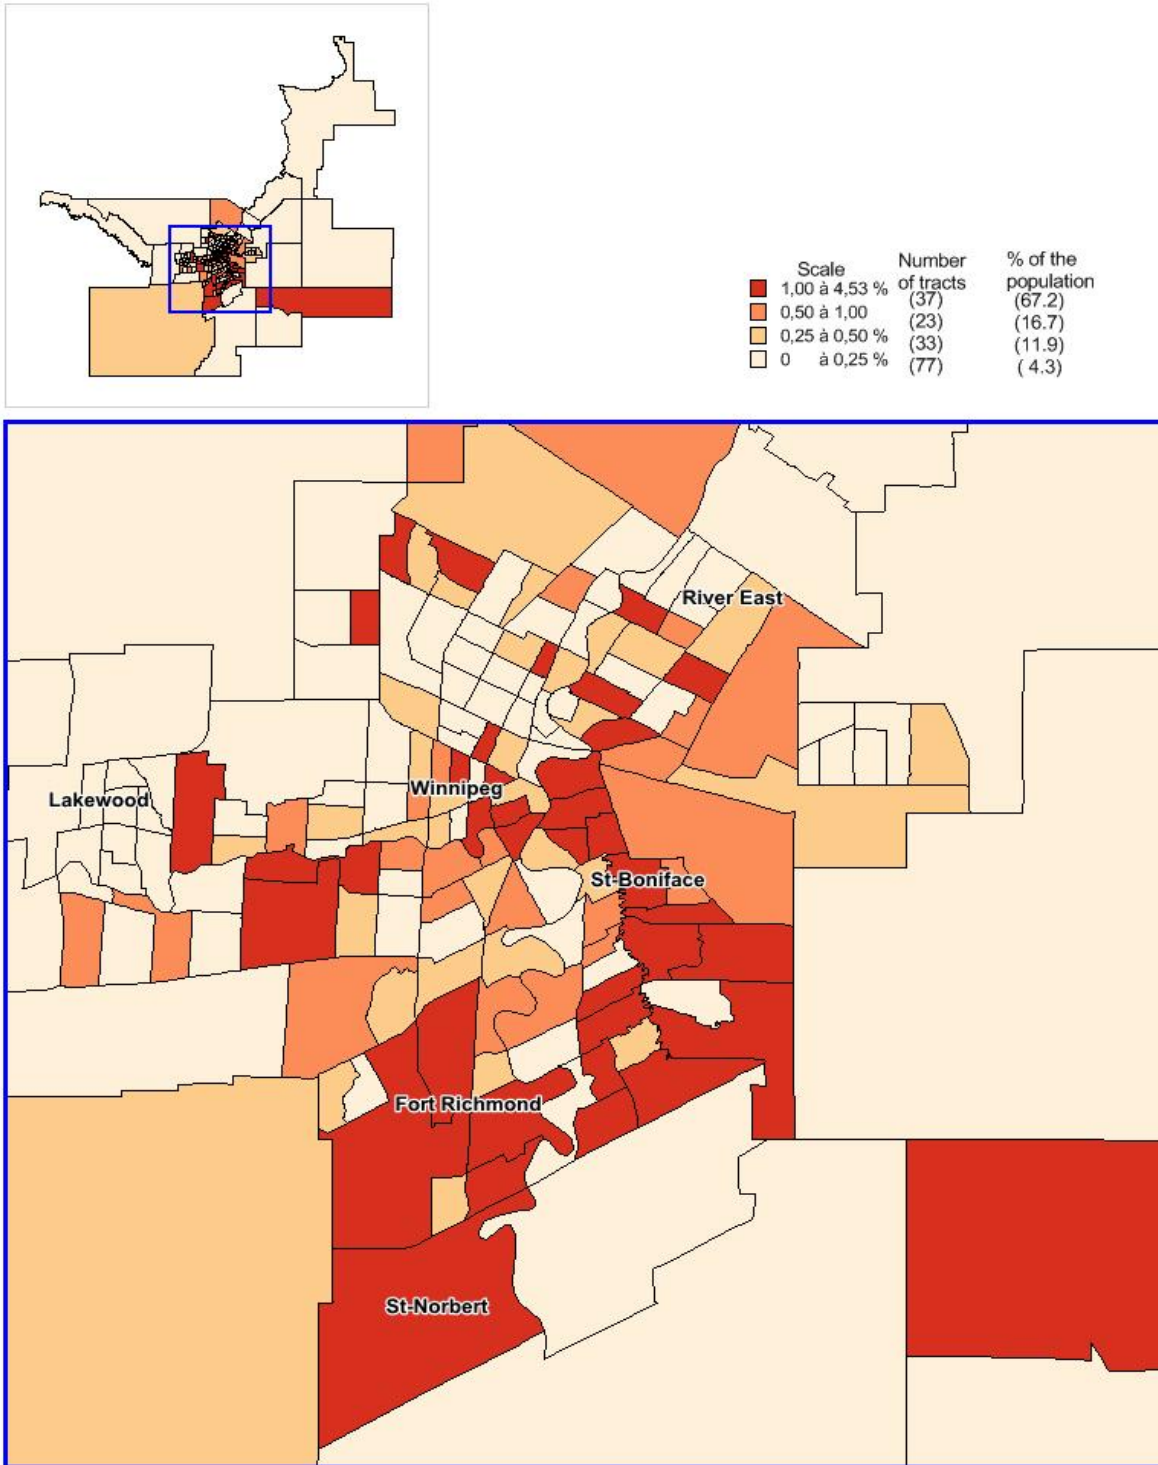 Scale Number of tracts % of the population
1,00 à 4,53 % (37) (67.2)
0,50 à 1,00 (23) (16.7)
0,25 à 0,50 % (33) (11.9)
0 à 0,25 % (77) ( 4.3)
River East
Winnipeg
Lakewood
St-Boniface
Fort Richmond
St-Norbert